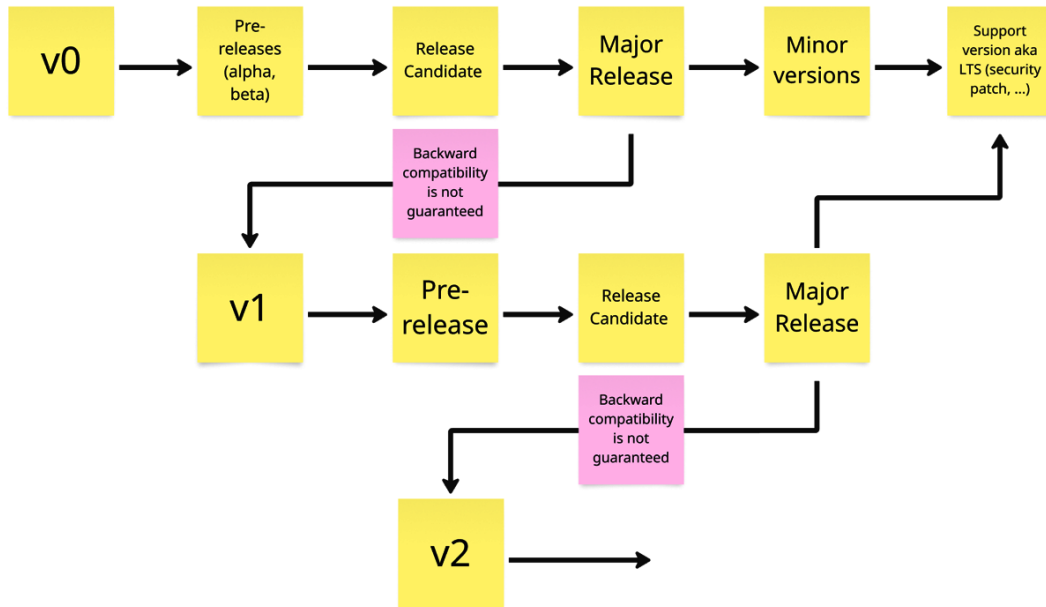 v0
Pre-
releases
(alpha,
beta)
Release
Candidate
Major
Release
Minor
versions
Support
version aka
LTS (security
patch, ...)
Backward
compatibility
is not
guaranteed
v1
Pre-
release
Release
Candidate
Major
Release
Backward
compatibility
is not
guaranteed
v2